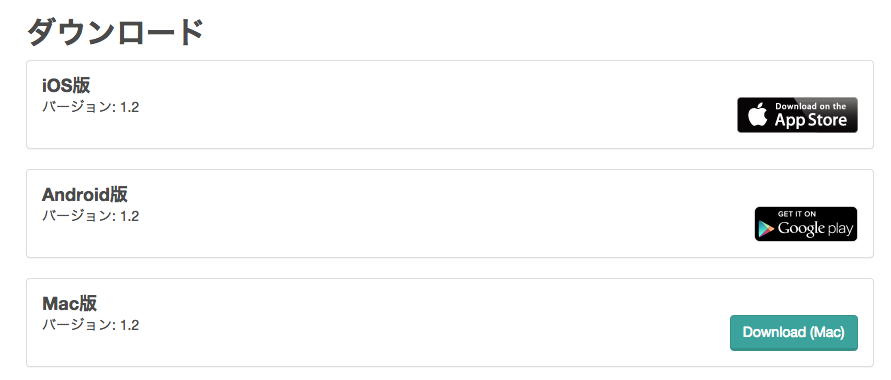 ダウンロード
iOS版
バージョン: 1.2
Download on the
App Store
Android版
バージョン: 1.2
GET IT ON
Google play
Mac版
バージョン: 1.2
Download (Mac)